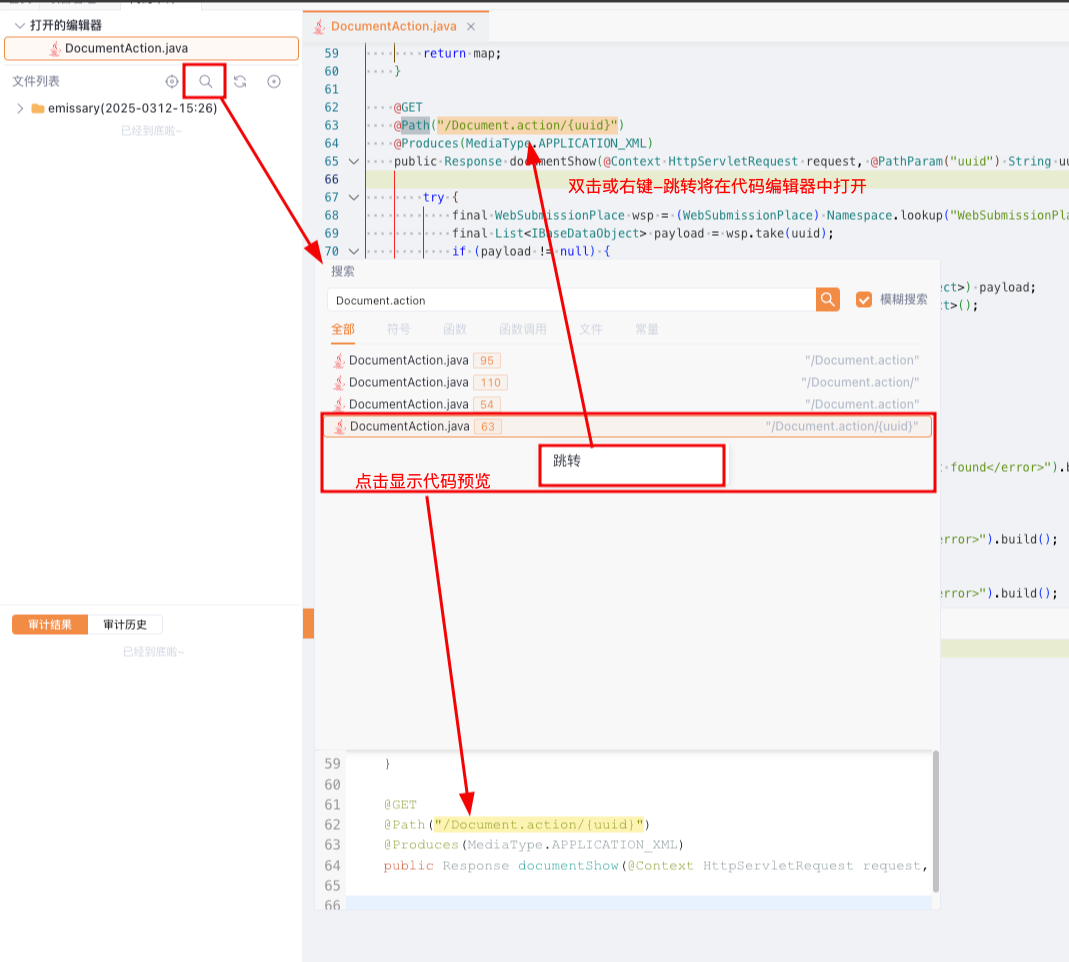 打开的编辑器
DocumentAction.java
文件列表
emissary(2025-0312-15:26)
已经到底啦~
审计结果
审计历史
已经到底啦~
DocumentAction.java ×
59 ········return·map;
60 ····}
61
62 ····@GET
63 ····@Path("/Document.action/{uuid}")
64 ····@Produces(MediaType.APPLICATION_XML)
65 ····public·Response·documentShow(@Context·HttpServletRequest·request,·@PathParam("uuid")·String·
66
双击或右键–跳转将在代码编辑器中打开
67 ········try·{
68 ············final·WebSubmissionPlace·wsp·=·(WebSubmissionPlace)·Namespace.lookup("WebSubmissionPla
69 ············final·List<IBaseDataObject>·payload·=·wsp.take(uuid);
70 ············if·(payload·!=·null)·{
ct>)·payload;
t>();
·found</error>").b
error>").build();
error>").build();
搜索
Document.action
模糊搜索
全部 符号 函数 函数调用 文件 常量
DocumentAction.java 95 "/Document.action"
DocumentAction.java 110 "/Document.action/"
DocumentAction.java 54 "/Document.action"
DocumentAction.java 63 "/Document.action/{uuid}"
跳转
点击显示代码预览
59 }
60
61 @GET
62 @Path("/Document.action/{uuid}")
63 @Produces(MediaType.APPLICATION_XML)
64 public Response documentShow(@Context HttpServletRequest request,
65
66